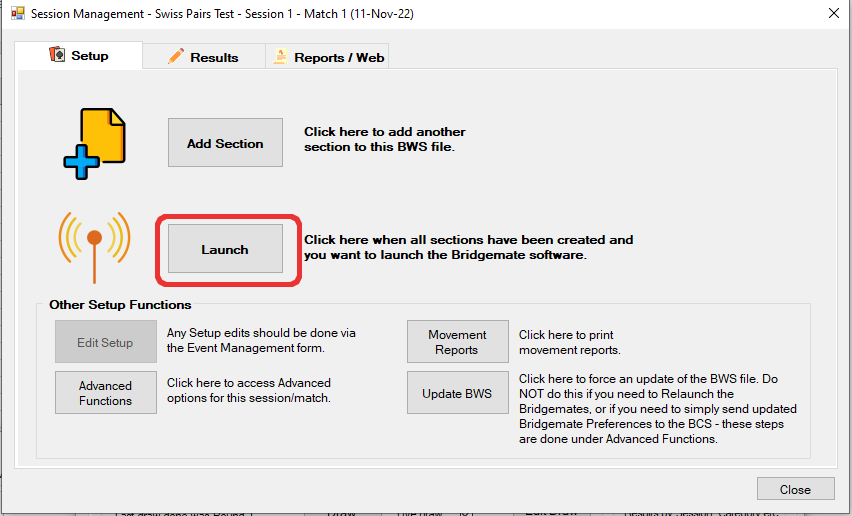 Session Management - Swiss Pairs Test - Session 1 - Match 1 (11-Nov-22)
Setup
Results
Reports / Web
Add Section
Click here to add another
section to this BWS file.
Launch
Click here when all sections have been created and
you want to launch the Bridgemate software.
Other Setup Functions
Edit Setup
Any Setup edits should be done via
the Event Management form.
Movement
Reports
Click here to print
movement reports.
Advanced
Functions
Click here to access Advanced
options for this session/match.
Update BWS
Click here to force an update of the BWS file. Do
NOT do this if you need to Relaunch the
Bridgemates, or if you need to simply send updated
Bridgemate Preferences to the BCS - these steps
are done under Advanced Functions.
Close